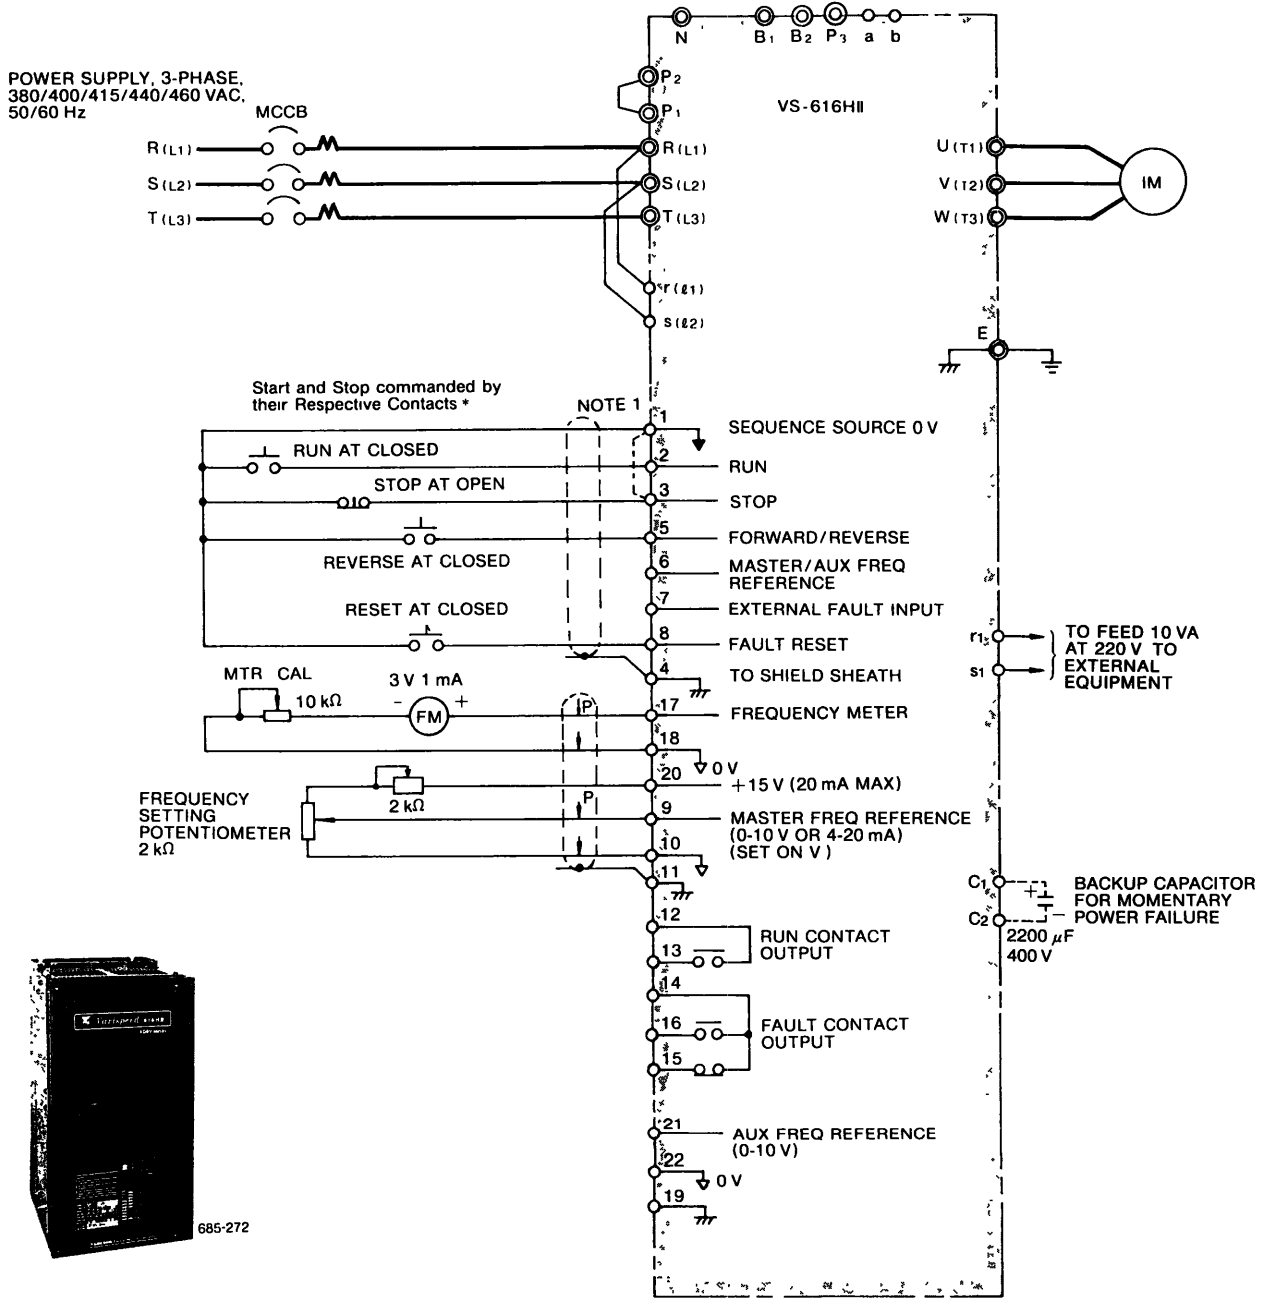 N
B1
B2
P3
a
b
P2
P1
VS-616HII
POWER SUPPLY, 3-PHASE,
380/400/415/440/460 VAC,
50/60 Hz
MCCB
R (L1)
S (L2)
T (L3)
R (L1)
S (L2)
T (L3)
U (T1)
V (T2)
W (T3)
IM
r (ℓ1)
s (ℓ2)
E
Start and Stop commanded by
their Respective Contacts *
NOTE 1
1
SEQUENCE SOURCE 0 V
RUN AT CLOSED
2
RUN
STOP AT OPEN
3
STOP
5
FORWARD/REVERSE
REVERSE AT CLOSED
6
MASTER/AUX FREQ
REFERENCE
7
EXTERNAL FAULT INPUT
RESET AT CLOSED
8
FAULT RESET
4
TO SHIELD SHEATH
r1
s1
TO FEED 10 VA
AT 220 V TO
EXTERNAL
EQUIPMENT
MTR CAL
10 kΩ
3 V 1 mA
- FM +
P
17
FREQUENCY METER
18
0 V
20
+15 V (20 mA MAX)
2 kΩ
FREQUENCY
SETTING
POTENTIOMETER
2 kΩ
P
9
MASTER FREQ REFERENCE
(0-10 V OR 4-20 mA)
(SET ON V )
10
11
C1
C2
+
−
BACKUP CAPACITOR
FOR MOMENTARY
POWER FAILURE
2200 μF
400 V
12
13
RUN CONTACT
OUTPUT
14
16
FAULT CONTACT
OUTPUT
15
21
AUX FREQ REFERENCE
(0-10 V)
22
0 V
19
Varispeed
685-272